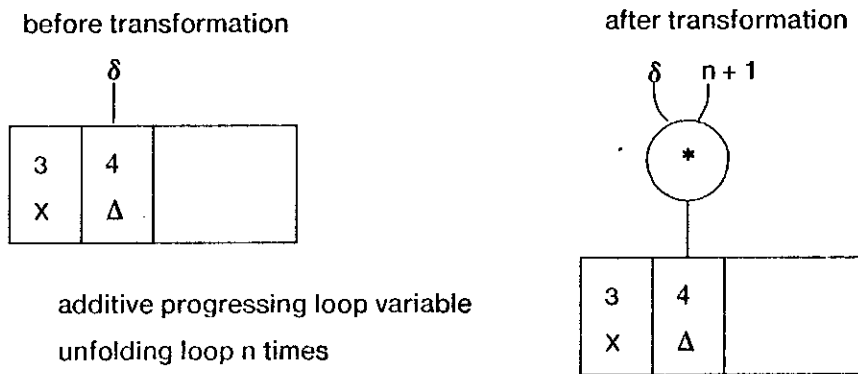 before transformation
δ
3 4
X Δ
additive progressing loop variable
unfolding loop n times
after transformation
δ n + 1
*
3 4
X Δ